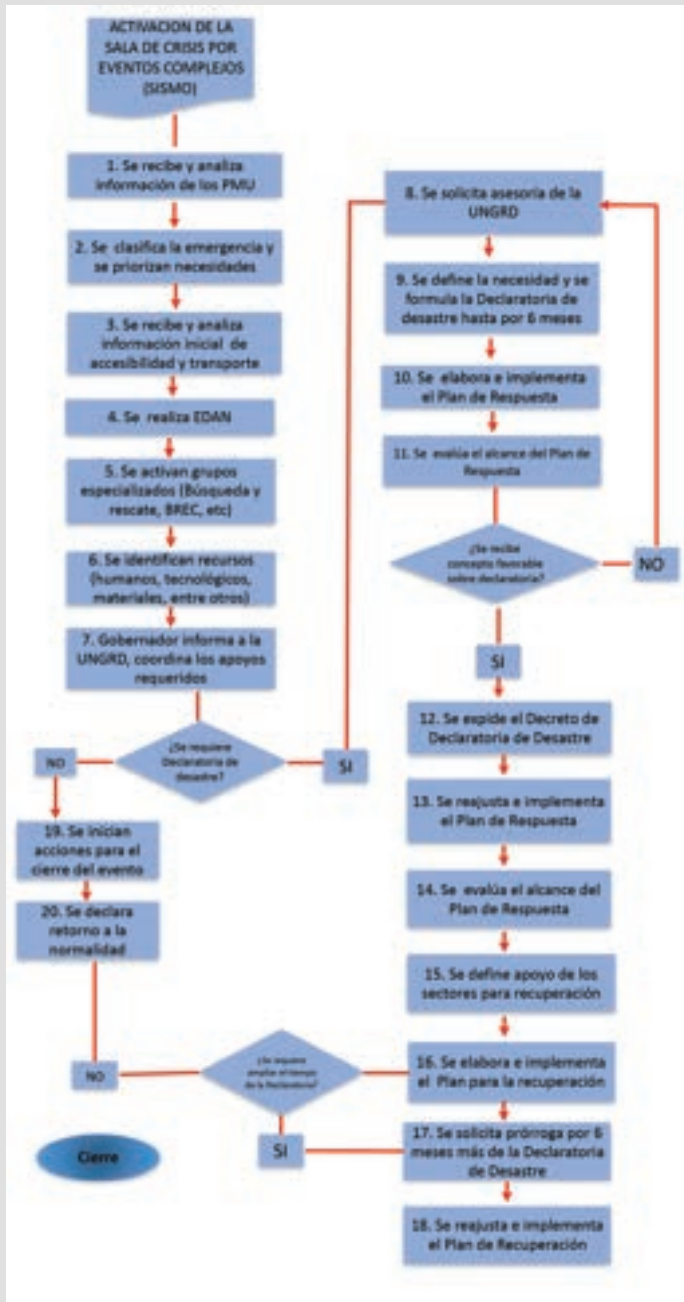 ACTIVACION DE LA
SALA DE CRISIS POR
EVENTOS COMPLEJOS
(SISMO)
1. Se recibe y analiza
información de los PMU
2. Se clasifica la emergencia y
se priorizan necesidades
3. Se recibe y analiza
información inicial de
accesibilidad y transporte
4. Se realiza EDAN
5. Se activan grupos
especializados (Búsqueda y
rescate, BREC, etc)
6. Se identifican recursos
(humanos, tecnológicos,
materiales, entre otros)
7. Gobernador informa a la
UNGRD, coordina los apoyos
requeridos
¿Se requiere
Declaratoria de
desastre?
NO
SI
19. Se inician
acciones para el
cierre del evento
20. Se declara
retorno a la
normalidad
8. Se solicita asesoría de la
UNGRD
9. Se define la necesidad y se
formula la Declaratoria de
desastre hasta por 6 meses
10. Se elabora e implementa
el Plan de Respuesta
11. Se evalúa el alcance del Plan de
Respuesta
¿Se recibe
concepto favorable
sobre declaratoria?
NO
SI
12. Se expide el Decreto de
Declaratoria de Desastre
13. Se reajusta e implementa
el Plan de Respuesta
14. Se evalúa el alcance del
Plan de Respuesta
15. Se define apoyo de los
sectores para recuperación
16. Se elabora e implementa
el Plan para la recuperación
¿Se requiere
ampliar el tiempo
de la Declaratoria?
NO
SI
17. Se solicita prórroga por 6
meses más de la Declaratoria
de Desastre
18. Se reajusta e implementa
el Plan de Recuperación
Cierre